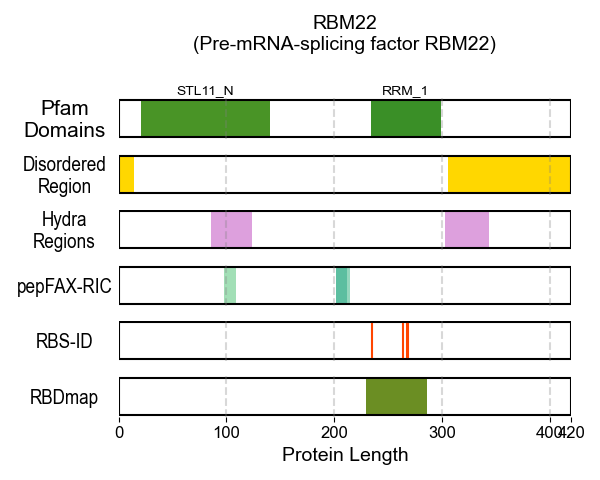 RBM22
(Pre-mRNA-splicing factor RBM22)
STL11_N RRM_1
Pfam
Domains
Disordered
Region
Hydra
Regions
pepFAX-RIC
RBS-ID
RBDmap
0 100 200 300 400 420
Protein Length